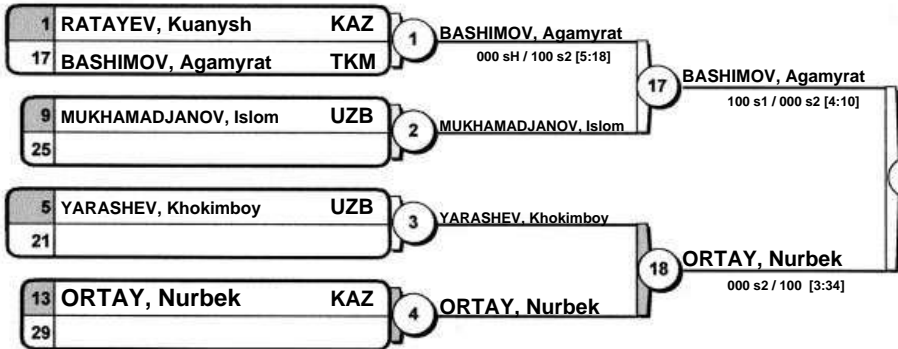 1 RATAYEV, Kuanysh KAZ
17 BASHIMOV, Agamyrat TKM
1
BASHIMOV, Agamyrat
000 sH / 100 s2 [5:18]
17
BASHIMOV, Agamyrat
100 s1 / 000 s2 [4:10]
9 MUKHAMADJANOV, Islom UZB
25
2
MUKHAMADJANOV, Islom
5 YARASHEV, Khokimboy UZB
21
3
YARASHEV, Khokimboy
18
ORTAY, Nurbek
000 s2 / 100 [3:34]
13 ORTAY, Nurbek KAZ
29
4
ORTAY, Nurbek